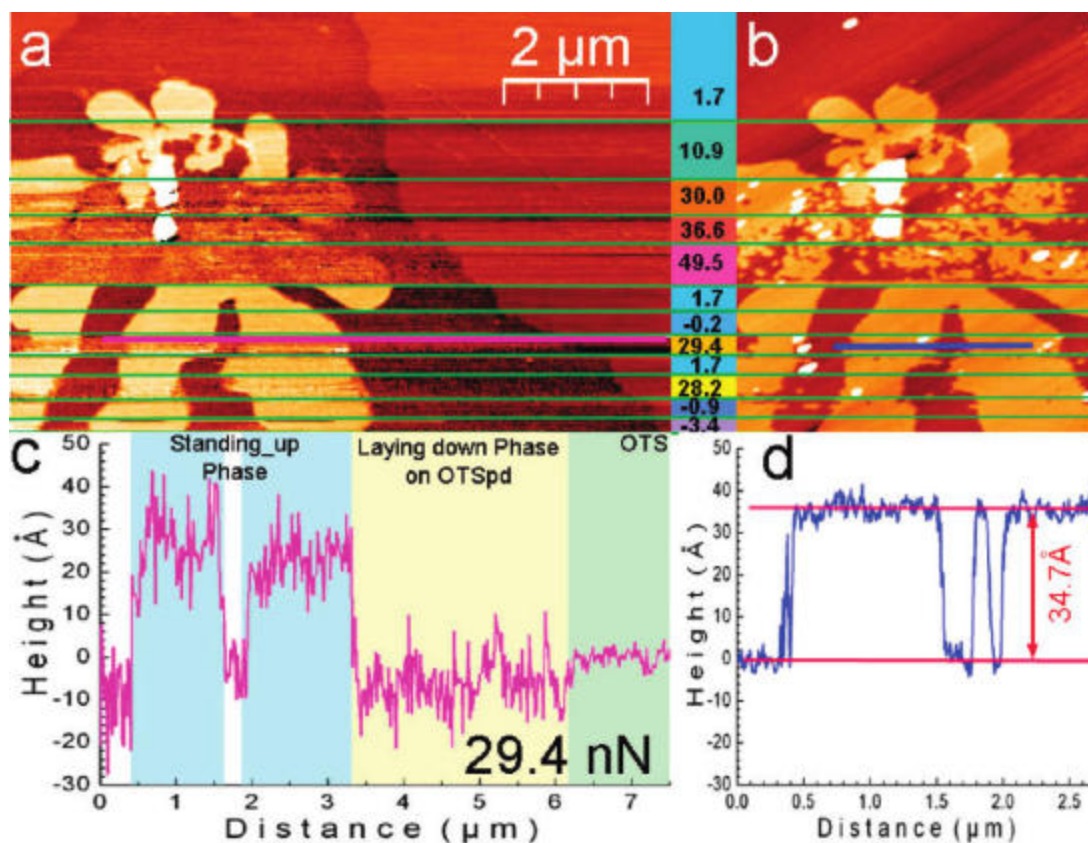 a
2 µm
b
1.7
10.9
30.0
36.6
49.5
1.7
-0.2
29.4
1.7
28.2
-0.9
-3.4
c
Standing_up
Phase
Laying down Phase
on OTSpd
OTS
29.4 nN
50
40
30
20
10
0
-10
-20
-30
Height (Å)
0 1 2 3 4 5 6 7
Distance (µm)
d
34.7Å
50
40
30
20
10
0
-10
-20
-30
Height (Å)
0.0 0.5 1.0 1.5 2.0 2.5
Distance (µm)